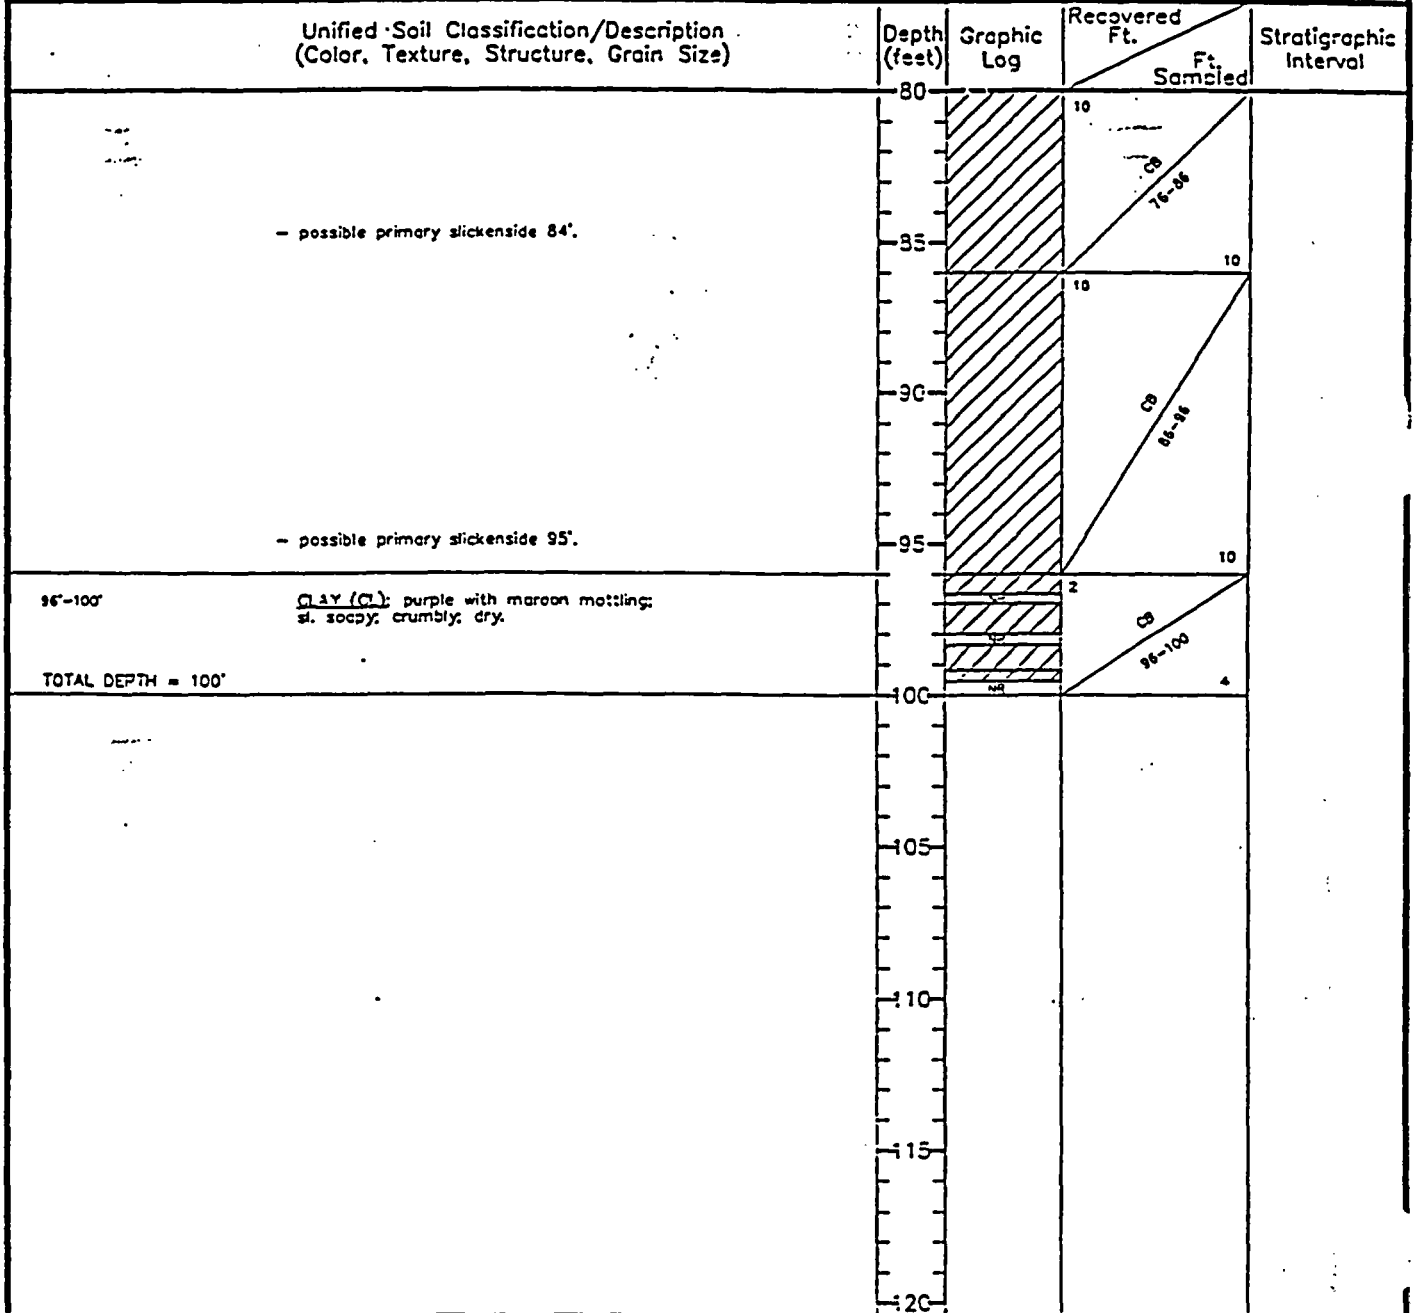 Unified Soil Classification/Description
(Color, Texture, Structure, Grain Size)
Depth
(feet)
Graphic
Log
Recovered
Ft.
Ft.
Sampled
Stratigraphic
Interval
80
10
CB
76-86
- possible primary slickenside 84'.
85
10
10
90
CB
86-96
- possible primary slickenside 95'.
95
10
96'-100'
CLAY (CL): purple with maroon mottling;
sl. soapy; crumbly; dry.
2
CB
96-100
TOTAL DEPTH = 100'
4
NR
100
105
110
115
120